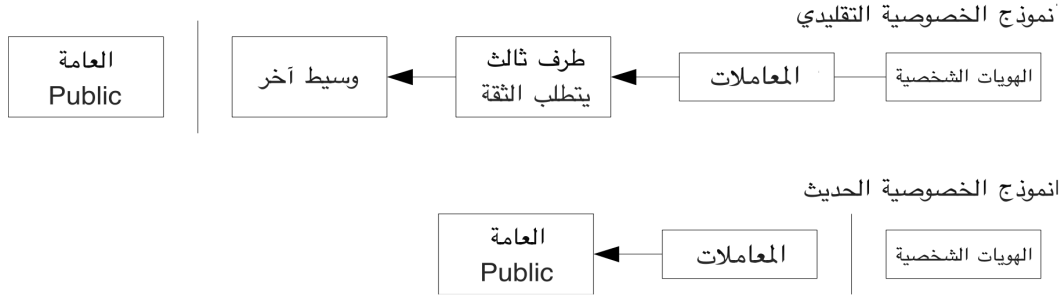 نموذج الخصوصية التقليدي
الهويات الشخصية
المعاملات
طرف ثالث
يتطلب الثقة
وسيط آخر
العامة
Public
انموذج الخصوصية الحديث
الهويات الشخصية
المعاملات
العامة
Public